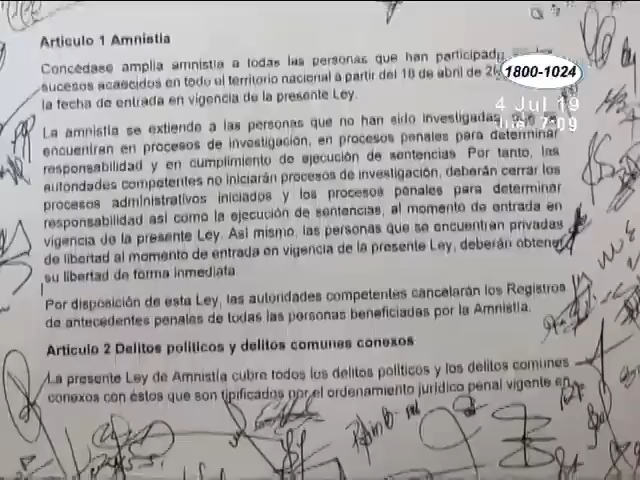 Artículo 1 Amnistía
Concédase amplia amnistía a todas las personas que han participado
sucesos acaecidos en todo el territorio nacional a partir del 18 de abril de
1800-1024
la fecha de entrada en vigencia de la presente Ley.
4 Jul 19
7:09
La amnistía se extiende a las personas que no han sido investigadas,
encuentran en procesos de investigación, en procesos penales para determinar
responsabilidad y en cumplimiento de ejecución de sentencias. Por tanto, las
autoridades competentes no iniciarán procesos de investigación, deberán cerrar los
procesos administrativos iniciados y los procesos penales para determinar
responsabilidad así como la ejecución de sentencias, al momento de entrada en
vigencia de la presente Ley. Así mismo, las personas que se encuentran privadas
de libertad al momento de entrada en vigencia de la presente Ley, deberán obtener
su libertad de forma inmediata.
Por disposición de esta Ley, las autoridades competentes cancelarán los Registros
de antecedentes penales de todas las personas beneficiadas por la Amnistía.
Artículo 2 Delitos políticos y delitos comunes conexos
La presente Ley de Amnistía cubre todos los delitos políticos y los delitos comunes
conexos con éstos que son tipificados por el ordenamiento jurídico penal vigente en